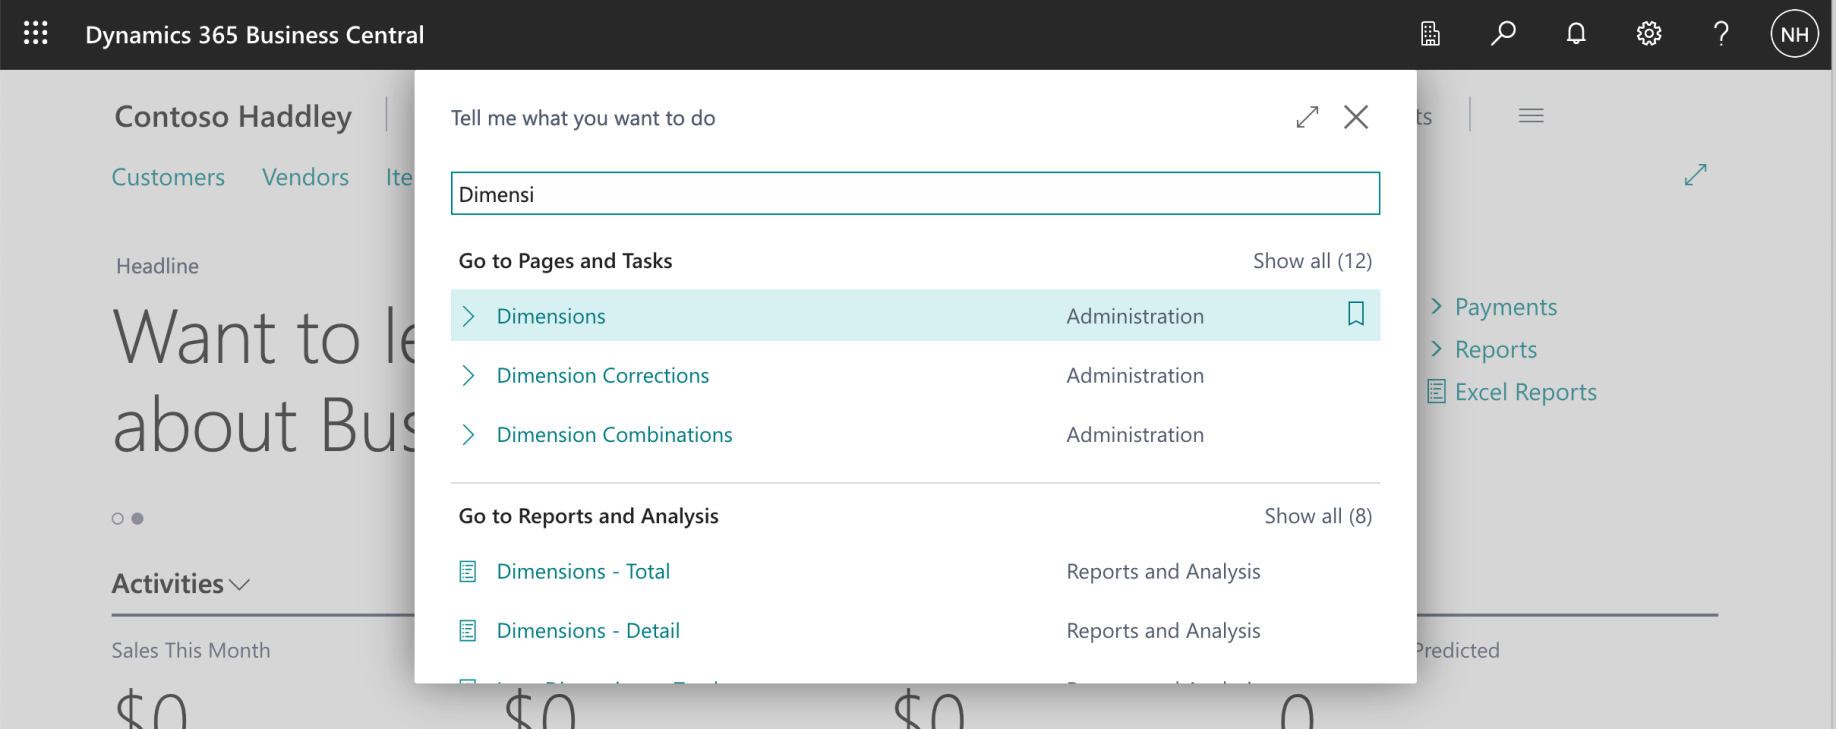 Dynamics 365 Business Central
NH
Contoso Haddley
Tell me what you want to do
Customers Vendors Ite
Dimensi
Headline
Go to Pages and Tasks Show all (12)
Dimensions Administration
Want to le
Payments
Reports
Dimension Corrections Administration
Excel Reports
about Bus
Dimension Combinations Administration
Go to Reports and Analysis Show all (8)
Dimensions - Total Reports and Analysis
Activities
Dimensions - Detail Reports and Analysis
Sales This Month Predicted
$0 $0 $0 0